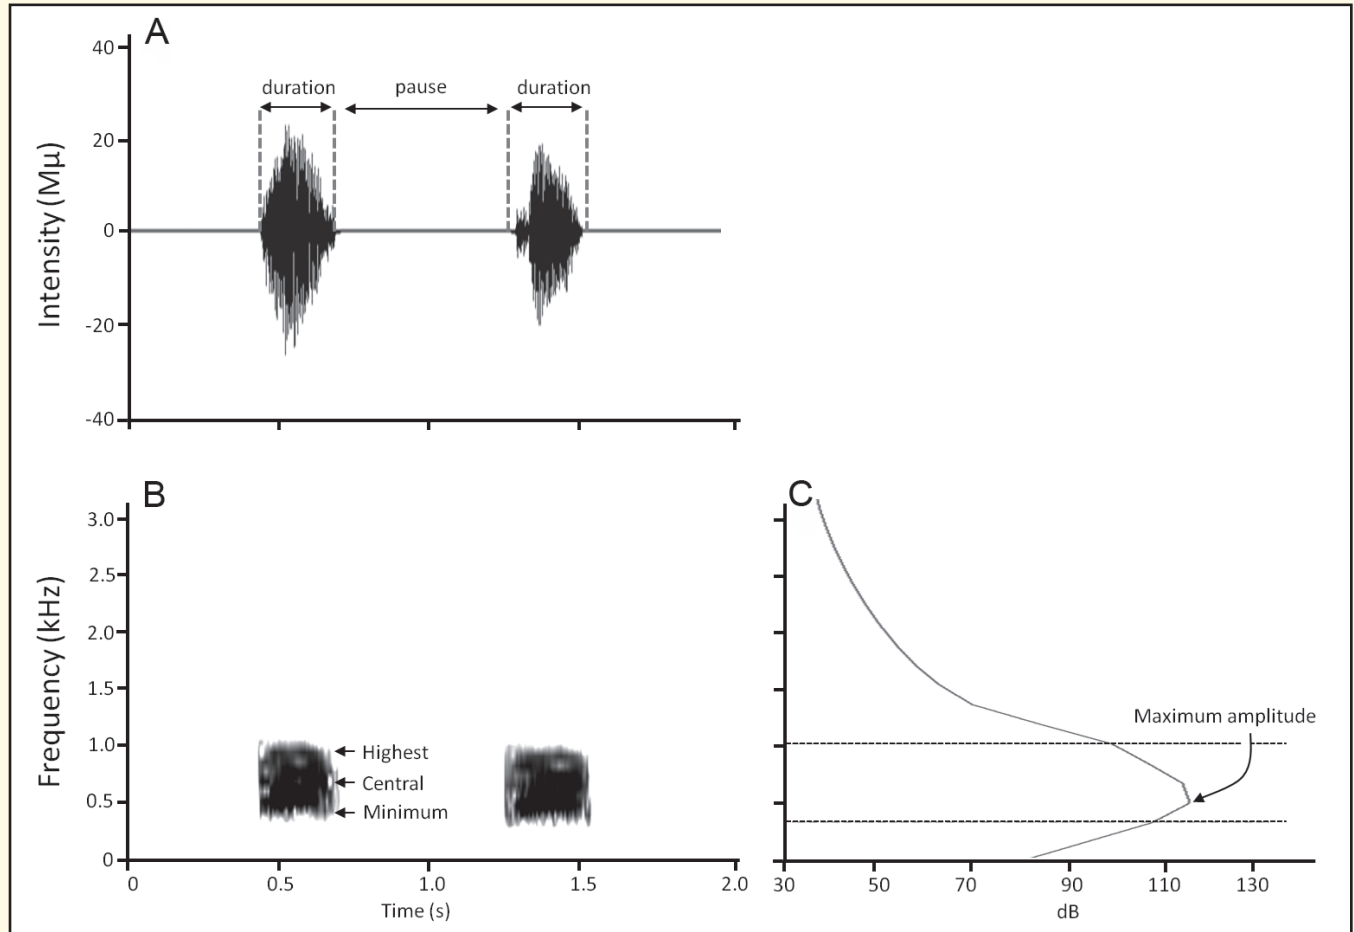 A
40
20
0
-20
-40
Intensity (Mμ)
duration
pause
duration
B
3.0
2.5
2.0
1.5
1.0
0.5
0
Frequency (kHz)
Highest
Central
Minimum
0 0.5 1.0 1.5 2.0
Time (s)
C
Maximum amplitude
30 50 70 90 110 130
dB